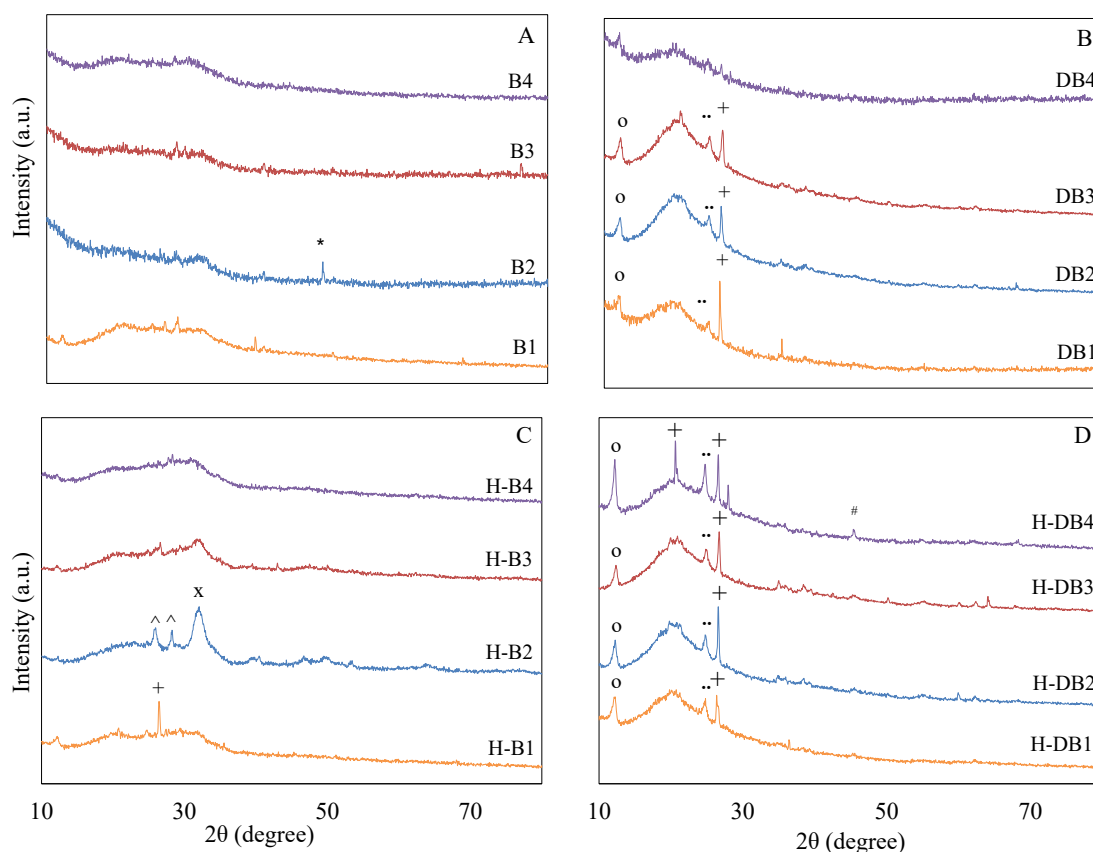 A
B4
B3
*
B2
B1
Intensity (a.u.)
B
DB4
o
..
+
DB3
o
..
+
DB2
o
..
+
DB1
C
H-B4
H-B3
x
^
^
H-B2
+
H-B1
Intensity (a.u.)
10
30
50
70
2θ (degree)
D
o
+
..
+
#
H-DB4
o
..
+
H-DB3
o
..
+
H-DB2
o
..
+
H-DB1
10
30
50
70
2θ (degree)